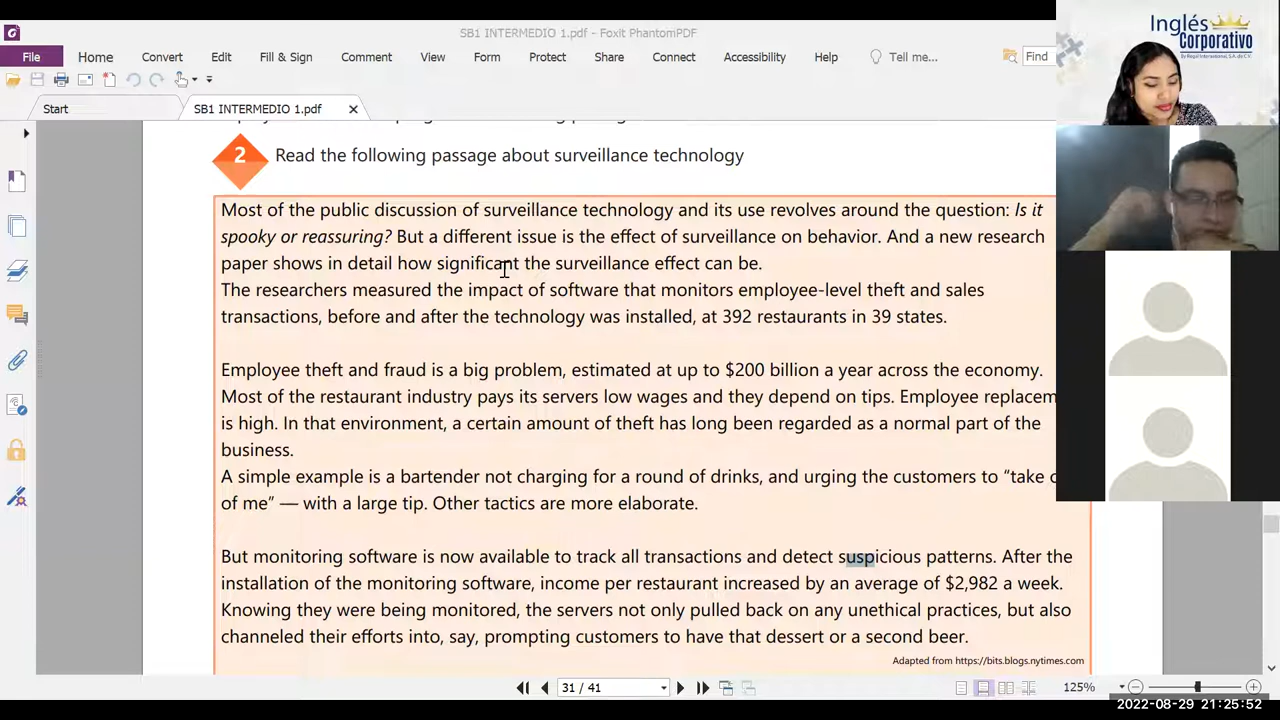 SB1 INTERMEDIO 1.pdf - Foxit PhantomPDF
File Home Convert Edit Fill & Sign Comment View Form Protect Share Connect Accessibility Help Tell me... Find
Start SB1 INTERMEDIO 1.pdf
2 Read the following passage about surveillance technology
Most of the public discussion of surveillance technology and its use revolves around the question: Is it
spooky or reassuring? But a different issue is the effect of surveillance on behavior. And a new research
paper shows in detail how significant the surveillance effect can be.
The researchers measured the impact of software that monitors employee-level theft and sales
transactions, before and after the technology was installed, at 392 restaurants in 39 states.
Employee theft and fraud is a big problem, estimated at up to $200 billion a year across the economy.
Most of the restaurant industry pays its servers low wages and they depend on tips. Employee replacem
is high. In that environment, a certain amount of theft has long been regarded as a normal part of the
business.
A simple example is a bartender not charging for a round of drinks, and urging the customers to “take c
of me” — with a large tip. Other tactics are more elaborate.
But monitoring software is now available to track all transactions and detect suspicious patterns. After the
installation of the monitoring software, income per restaurant increased by an average of $2,982 a week.
Knowing they were being monitored, the servers not only pulled back on any unethical practices, but also
channeled their efforts into, say, prompting customers to have that dessert or a second beer.
Adapted from https://bits.blogs.nytimes.com
31 / 41
125%
Inglés
Corporativo
2022-08-29 21:25:52